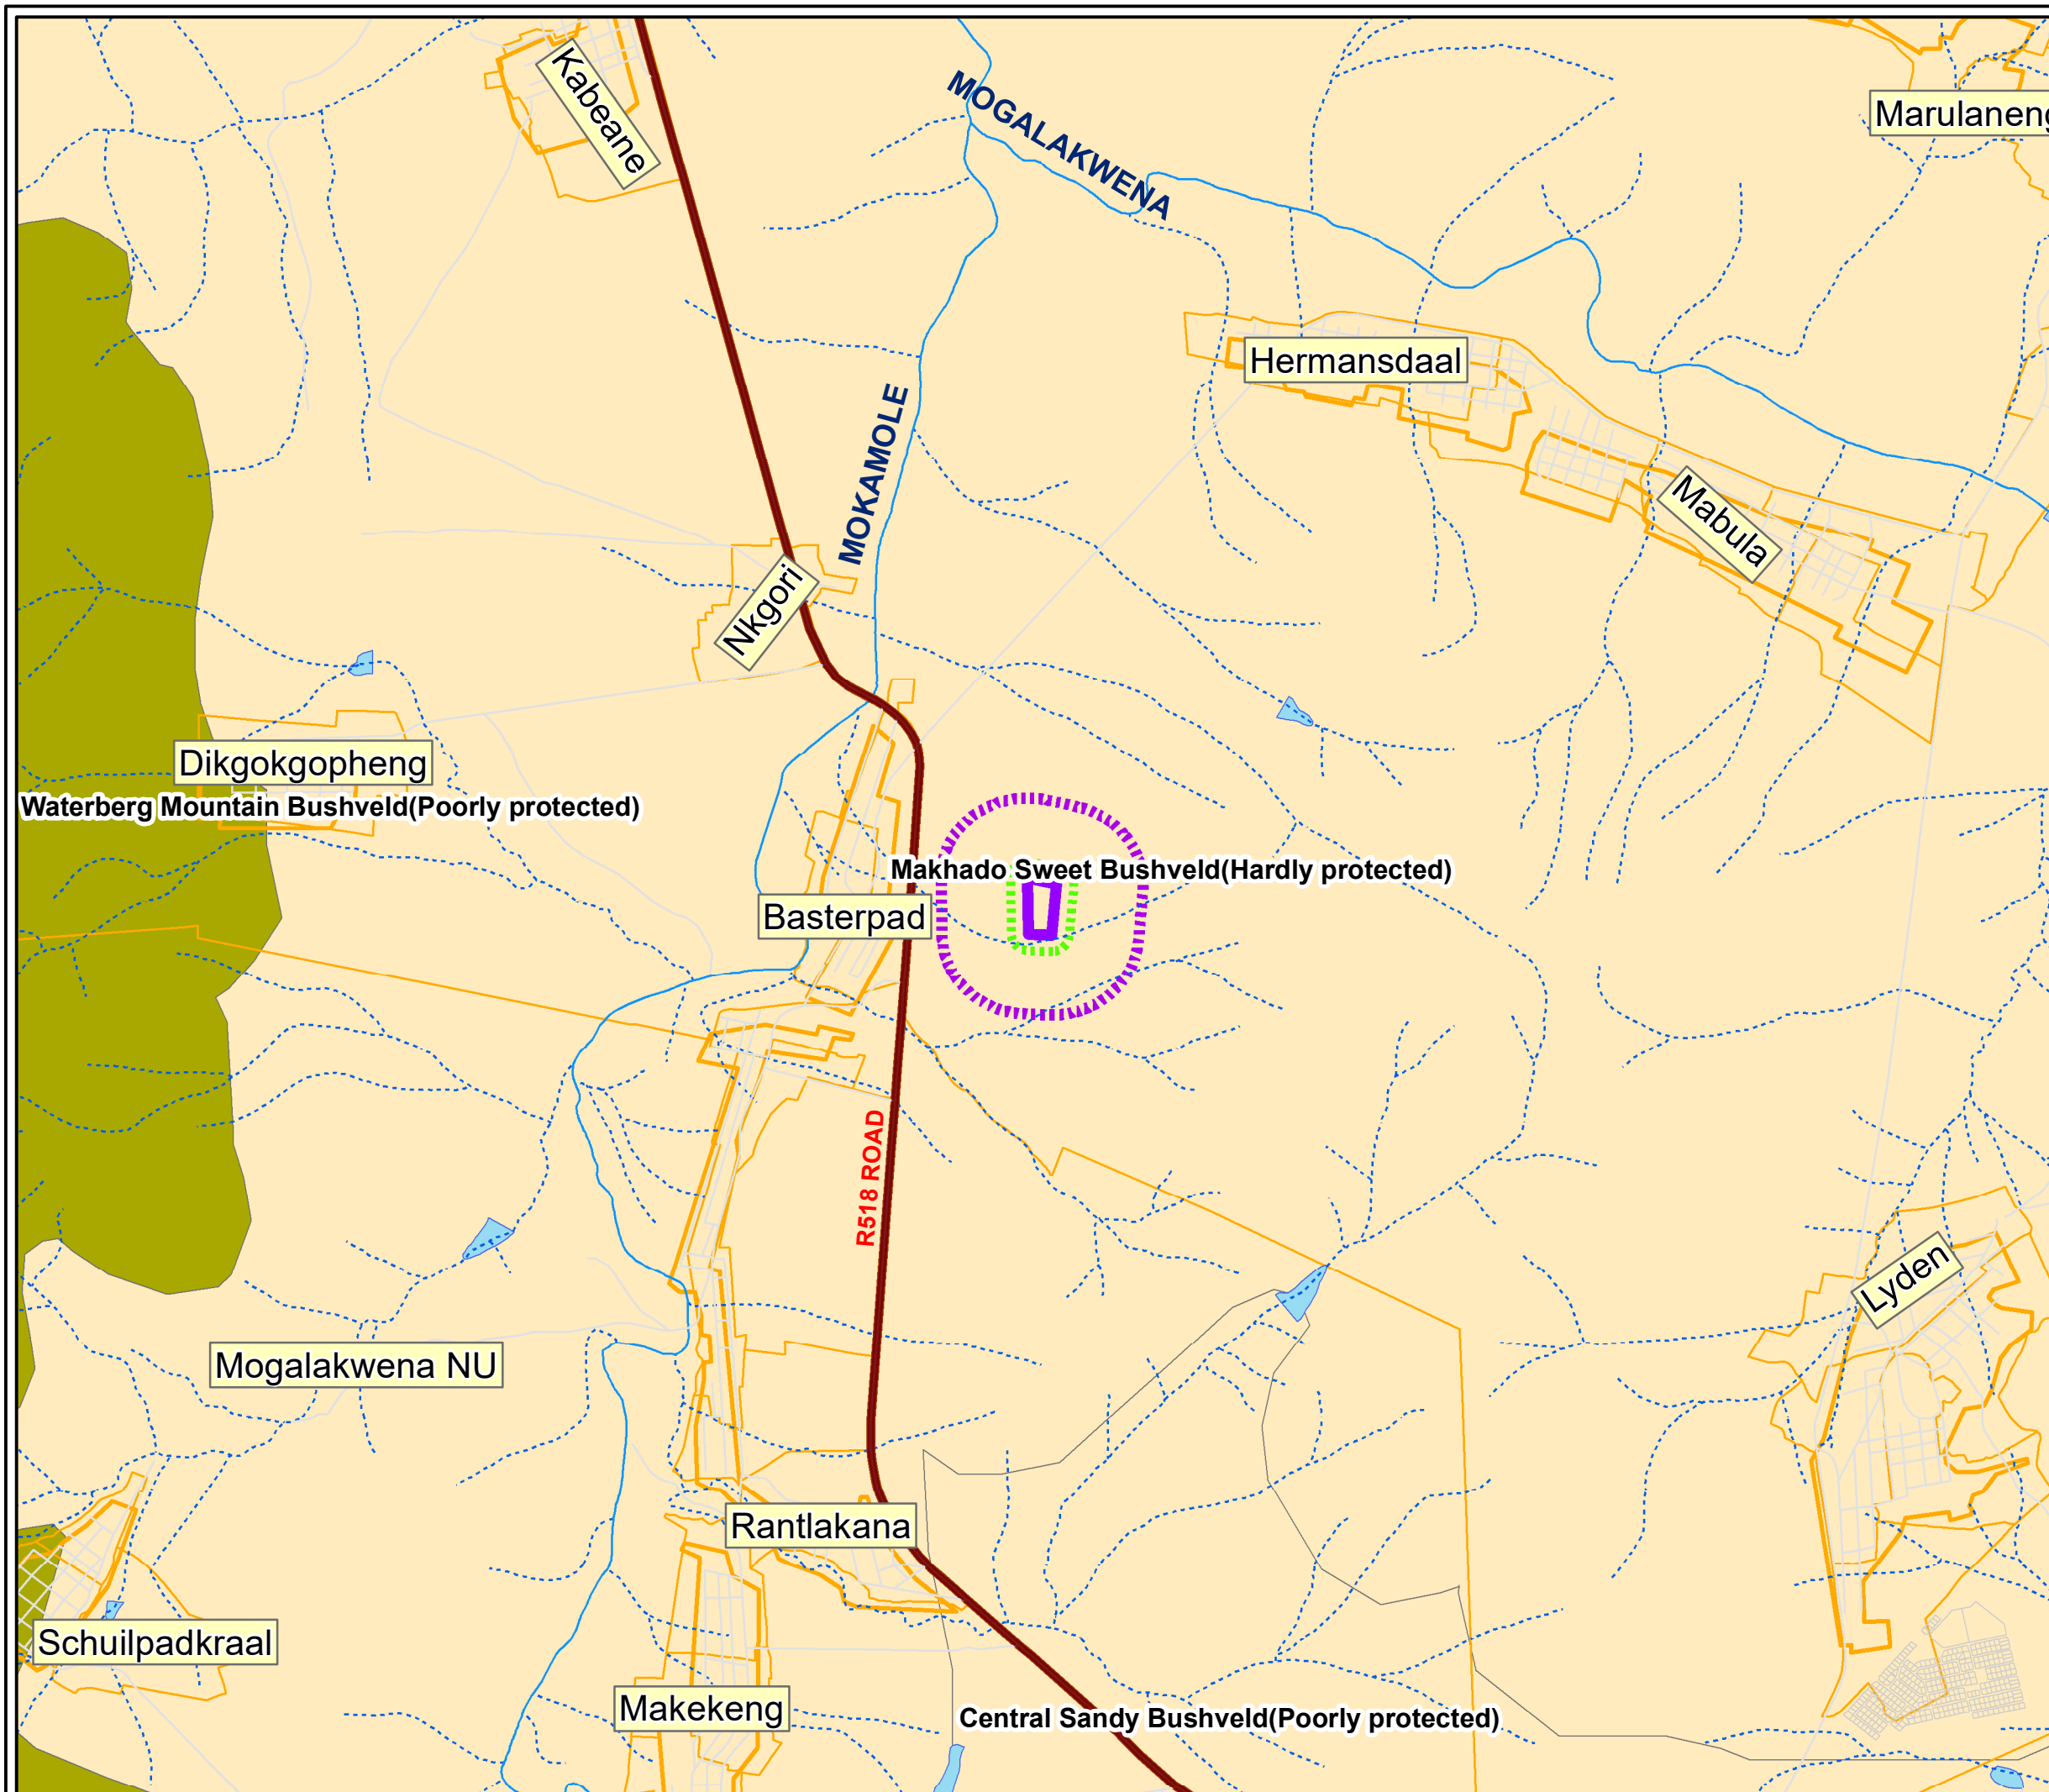 Kabeane
MOGALAKWENA
Marulaneng
Hermansdaal
MOKAMOLE
Mabula
Nkgori
Dikgokgopheng
Waterberg Mountain Bushveld(Poorly protected)
Makhado Sweet Bushveld(Hardly protected)
Basterpad
R518 ROAD
Lyden
Mogalakwena NU
Rantlakana
Schuilpadkraal
Makekeng
Central Sandy Bushveld(Poorly protected)